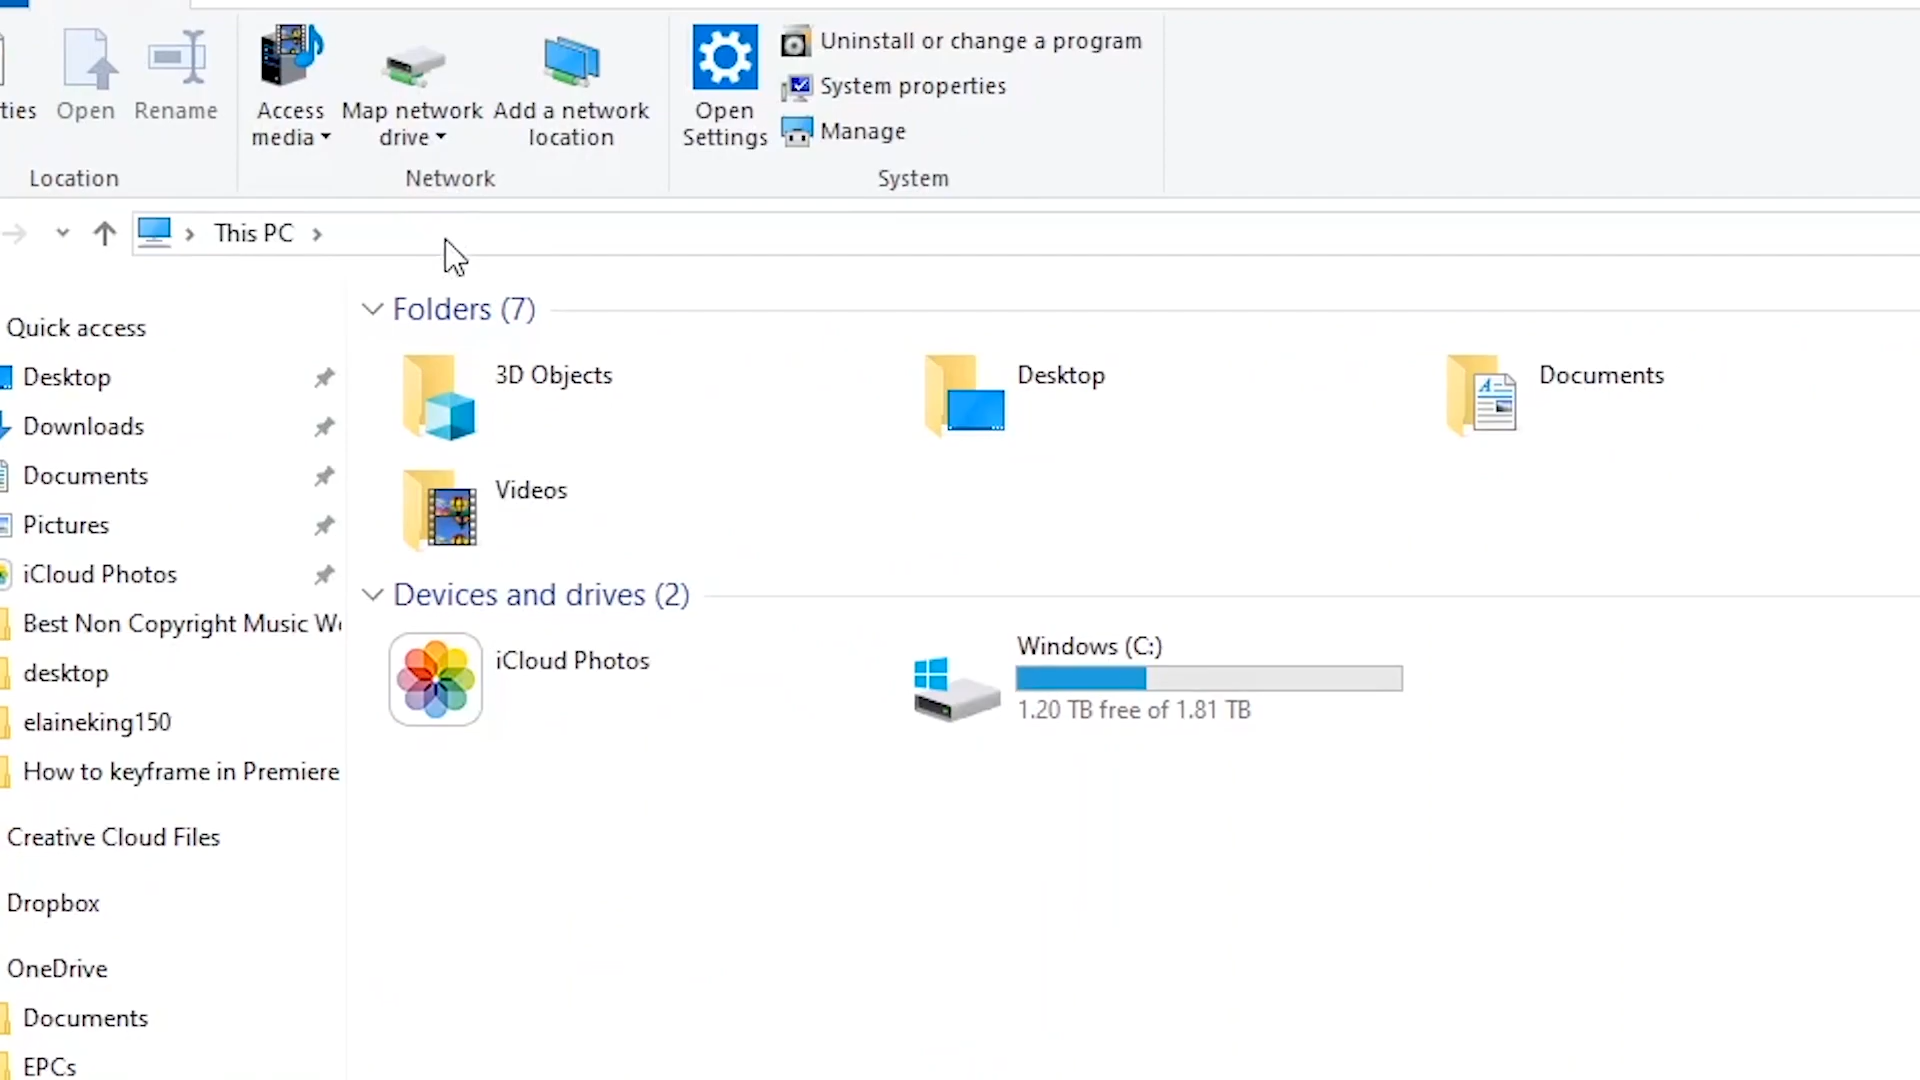 ties
Open
Rename
Access
media
Map network
drive
Add a network
location
Open
Settings
Uninstall or change a program
System properties
Manage
Location
Network
System
This PC
Quick access
Desktop
Downloads
Documents
Pictures
iCloud Photos
Best Non Copyright Music We
desktop
elaineking150
How to keyframe in Premiere
Creative Cloud Files
Dropbox
OneDrive
Documents
EPCs
Folders (7)
3D Objects
Desktop
Documents
Videos
Devices and drives (2)
iCloud Photos
Windows (C:)
1.20 TB free of 1.81 TB